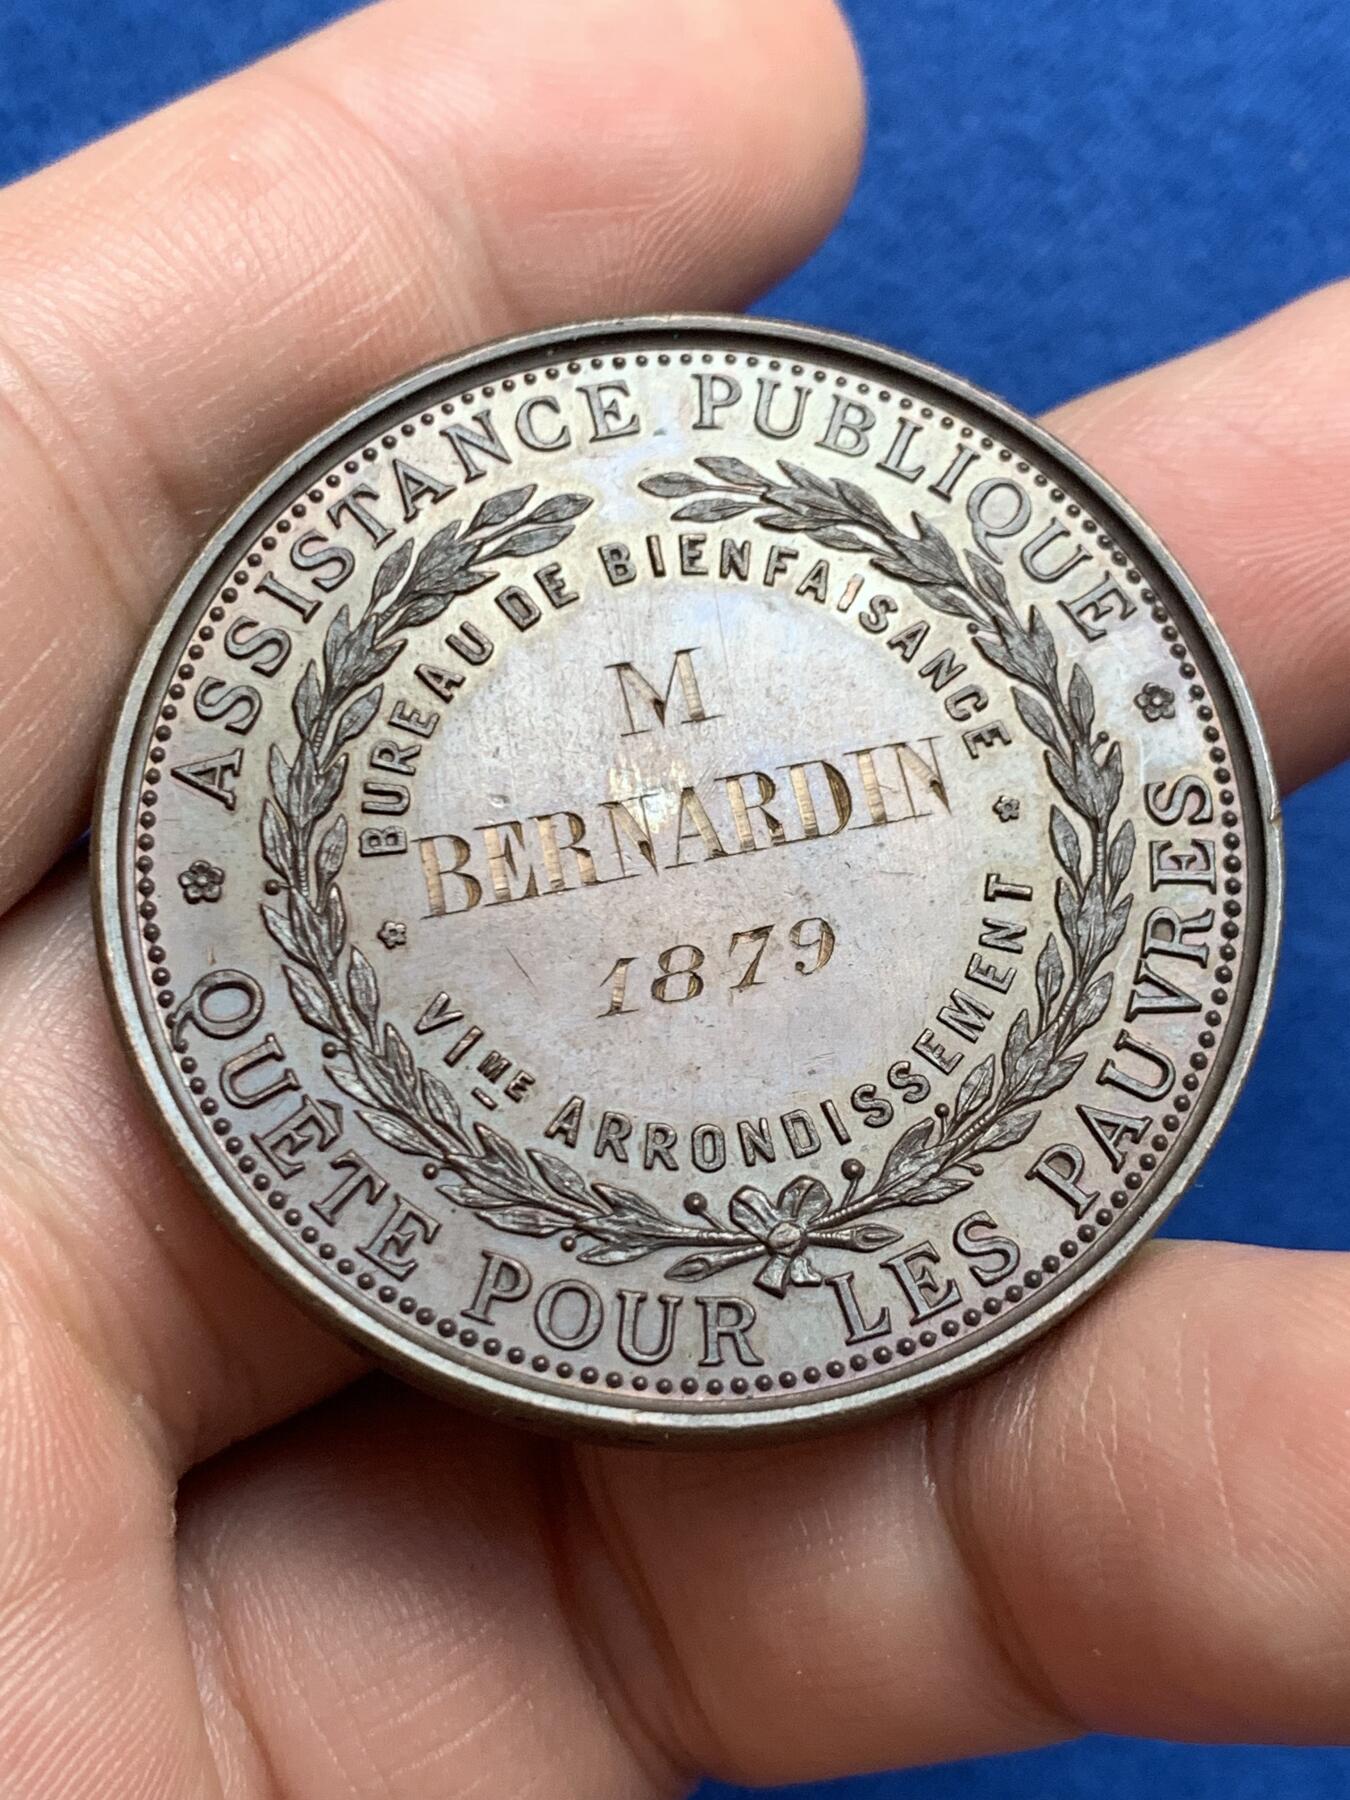 ASSISTANCE PUBLIQUE
QUÊTE POUR LES PAUVRES
BUREAU DE BIENFAISANCE
VIME ARRONDISSEMENT
M
BERNARDIN
1879